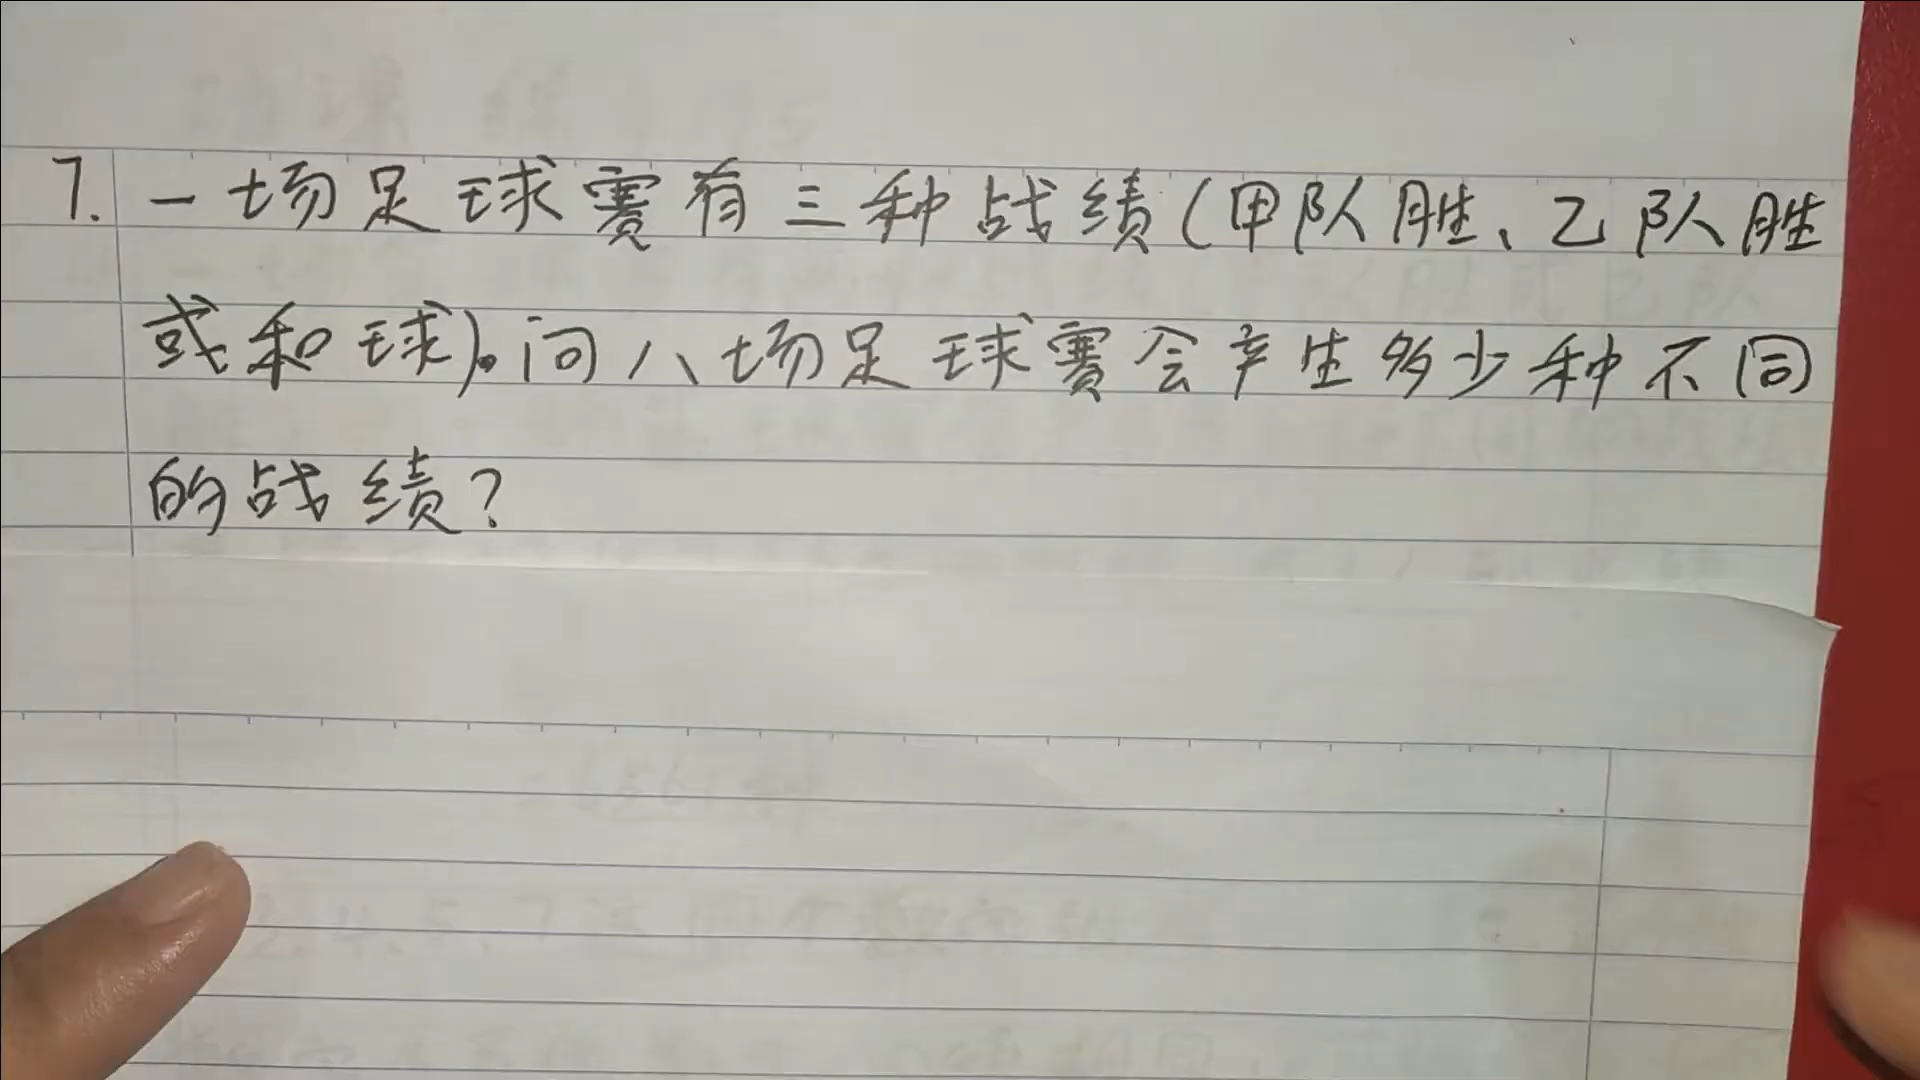 7. 一场足球赛有三种战绩(甲队胜、乙队胜
或和球)。问八场足球赛会产生多少种不同
的战绩?